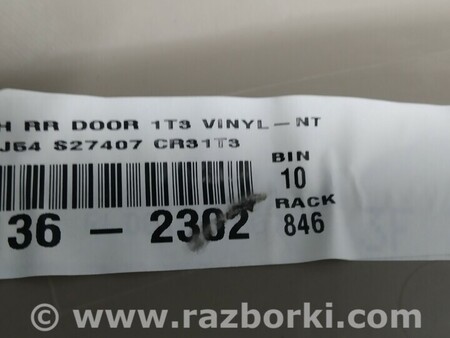 H RR DOOR 1T3 VINYL-NT
J54 S27407 CR31T3
BIN
10
RACK
846
36 - 2302
© www.razborki.com